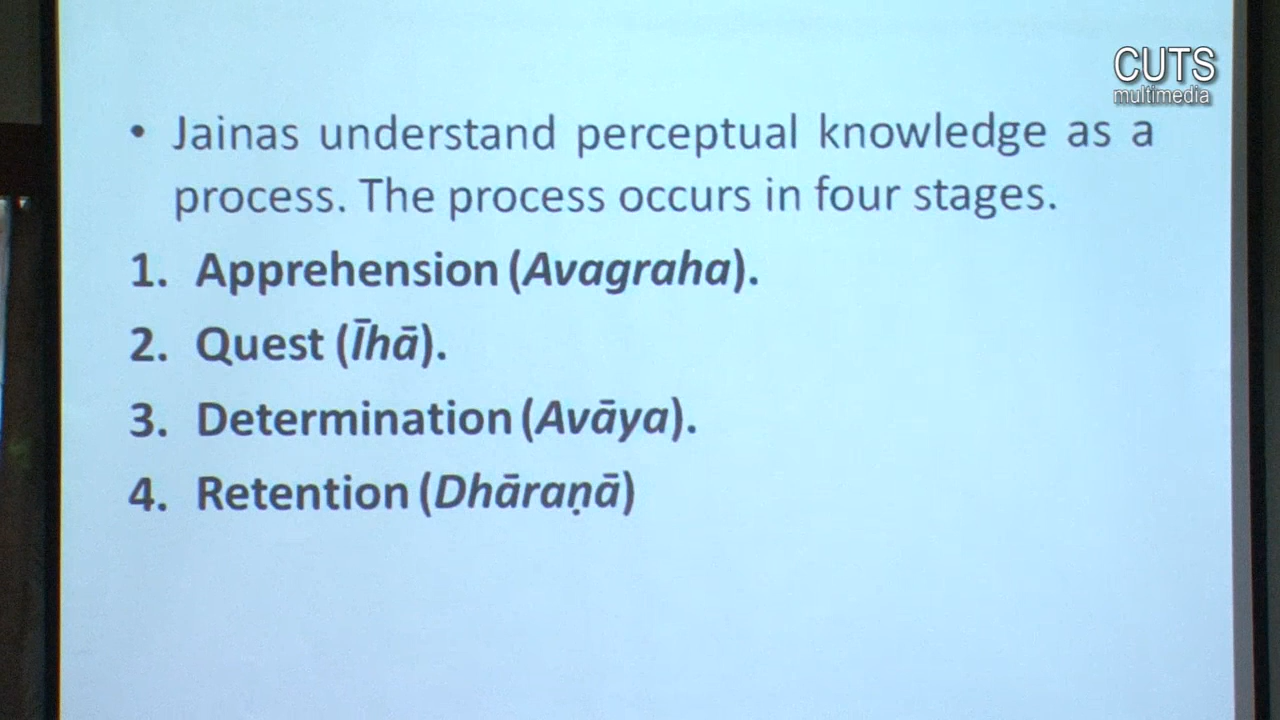 CUTS
multimedia
• Jainas understand perceptual knowledge as a
process. The process occurs in four stages.
1. Apprehension (Avagraha).
2. Quest (Īhā).
3. Determination (Avāya).
4. Retention (Dhāraṇā)